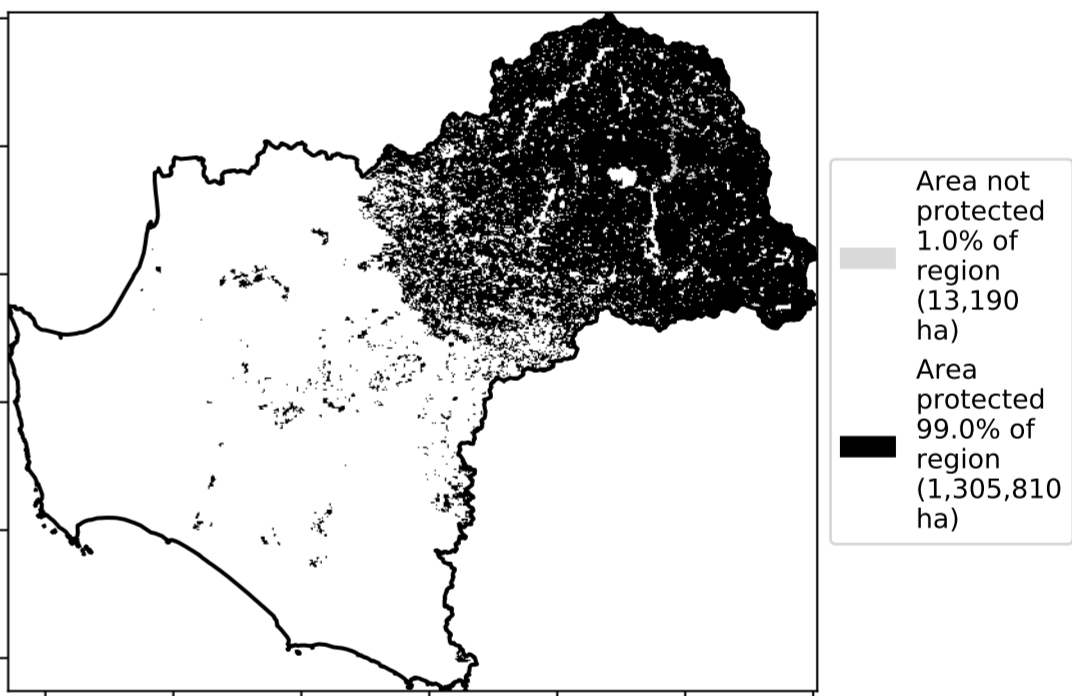 Area not
protected
1.0% of
region
(13,190
ha)
Area
protected
99.0% of
region
(1,305,810
ha)